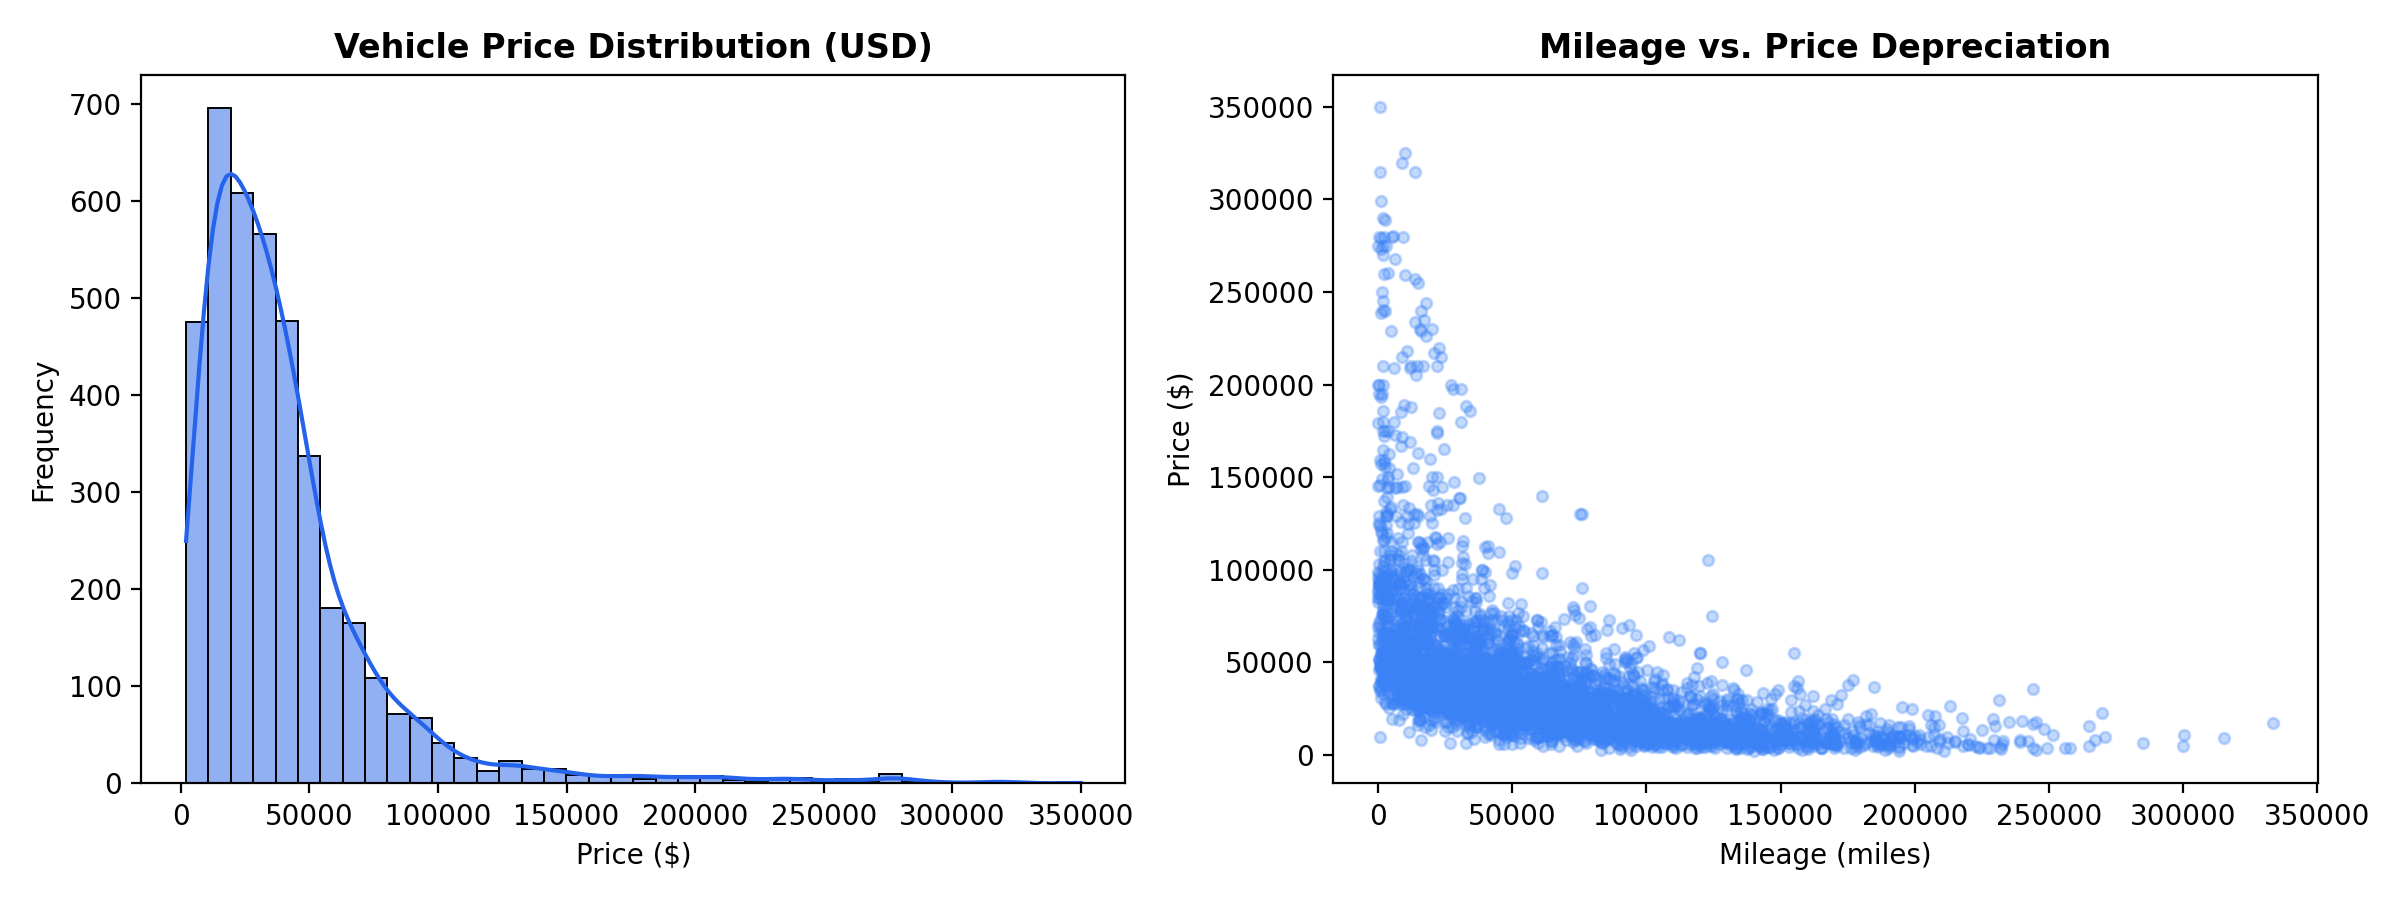 Vehicle Price Distribution (USD)
700
600
500
400
300
200
100
0
Frequency
0 50000 100000 150000 200000 250000 300000 350000
Price ($)
Mileage vs. Price Depreciation
350000
300000
250000
200000
150000
100000
50000
0
Price ($)
0 50000 100000 150000 200000 250000 300000 350000
Mileage (miles)